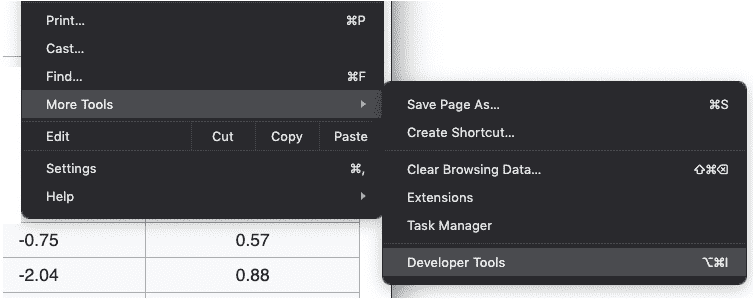 Print... ⌘P
Cast...
Find... ⌘F
More Tools
Edit Cut Copy Paste
Settings ⌘,
Help
Save Page As... ⌘S
Create Shortcut...
Clear Browsing Data... ⇧⌘⌫
Extensions
Task Manager
Developer Tools ⌥⌘I
-0.75 0.57
-2.04 0.88